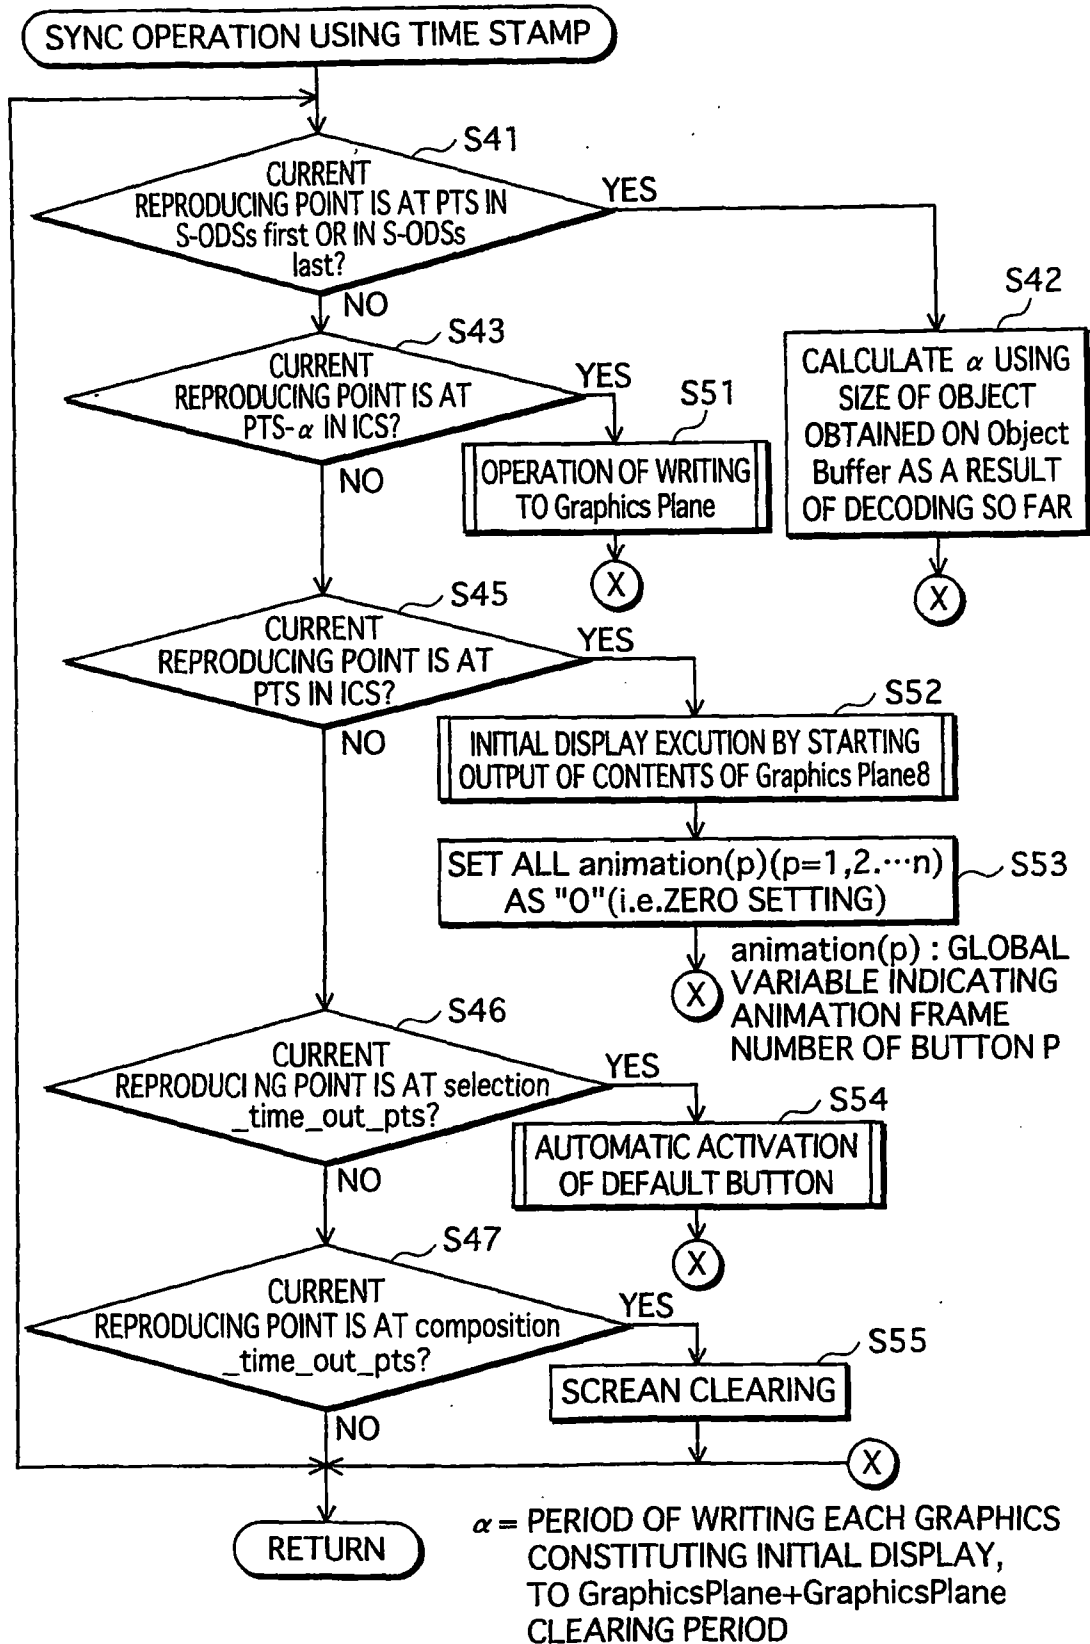 SYNC OPERATION USING TIME STAMP
S41
CURRENT
REPRODUCING POINT IS AT PTS IN
S-ODSs first OR IN S-ODSs
last?
YES
NO
S42
CALCULATE α USING
SIZE OF OBJECT
OBTAINED ON Object
Buffer AS A RESULT
OF DECODING SO FAR
X
S43
CURRENT
REPRODUCING POINT IS AT
PTS-α IN ICS?
YES
NO
S51
OPERATION OF WRITING
TO Graphics Plane
X
S45
CURRENT
REPRODUCING POINT IS AT
PTS IN ICS?
YES
NO
S52
INITIAL DISPLAY EXCUTION BY STARTING
OUTPUT OF CONTENTS OF Graphics Plane8
SET ALL animation(p)(p=1,2.···n)
AS "0"(i.e.ZERO SETTING)
S53
X
animation(p) : GLOBAL
VARIABLE INDICATING
ANIMATION FRAME
NUMBER OF BUTTON P
S46
CURRENT
REPRODUCI NG POINT IS AT selection
_time_out_pts?
YES
NO
S54
AUTOMATIC ACTIVATION
OF DEFAULT BUTTON
X
S47
CURRENT
REPRODUCING POINT IS AT composition
_time_out_pts?
YES
NO
S55
SCREAN CLEARING
X
RETURN
α = PERIOD OF WRITING EACH GRAPHICS
CONSTITUTING INITIAL DISPLAY,
TO GraphicsPlane+GraphicsPlane
CLEARING PERIOD